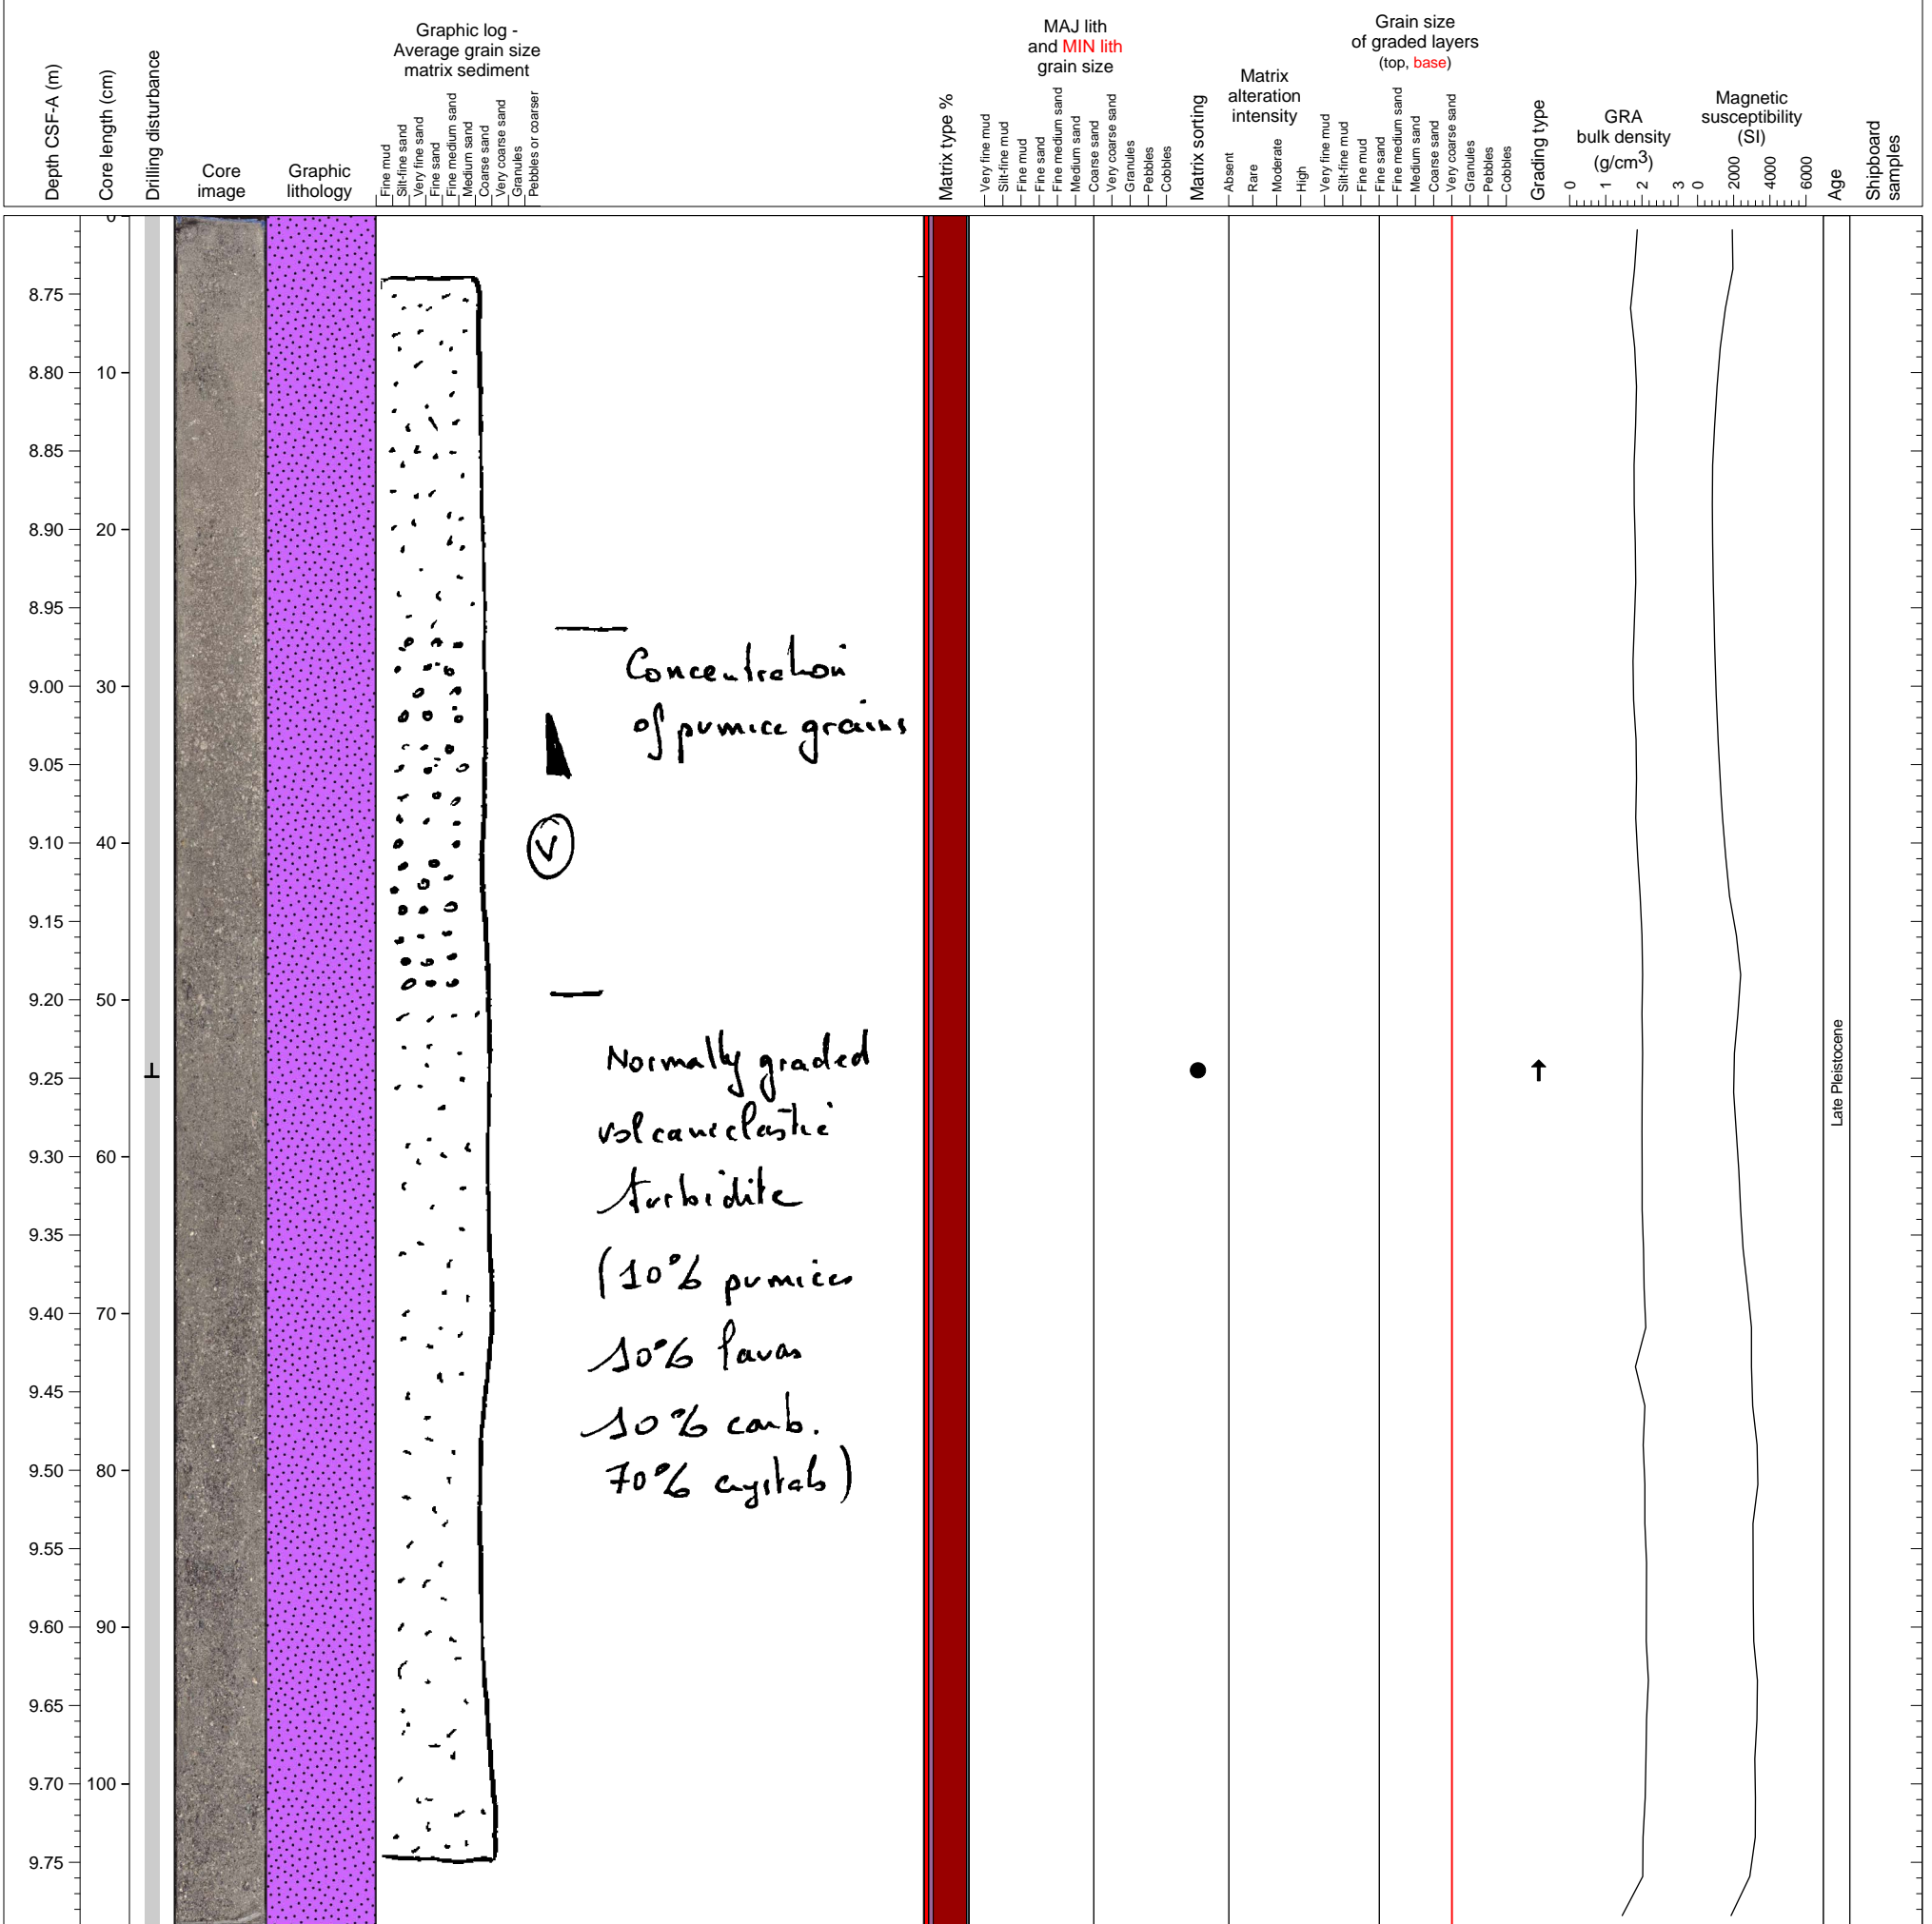 Depth CSF-A (m)
Core length (cm)
Drilling disturbance
Core
image
Graphic
lithology
Graphic log -
Average grain size
matrix sediment
Fine mud
Silt-fine sand
Very fine sand
Fine sand
Fine medium sand
Medium sand
Coarse sand
Very coarse sand
Granules
Pebbles or coarser
Matrix type %
MAJ lith
and MIN lith
grain size
Very fine mud
Silt-fine mud
Fine mud
Fine sand
Fine medium sand
Medium sand
Coarse sand
Very coarse sand
Granules
Pebbles
Cobbles
Matrix sorting
Matrix
alteration
intensity
Absent
Rare
Moderate
High
Grain size
of graded layers
(top, base)
Very fine mud
Silt-fine mud
Fine mud
Fine sand
Fine medium sand
Medium sand
Coarse sand
Very coarse sand
Granules
Pebbles
Cobbles
Grading type
GRA
bulk density
(g/cm3)
0 1 2 3
Magnetic
susceptibility
(SI)
0 2000 4000 6000
Age
Shipboard
samples
0
8.75
8.80 10
8.85
8.90 20
8.95
9.00 30
9.05
9.10 40
9.15
9.20 50
9.25
9.30 60
9.35
9.40 70
9.45
9.50 80
9.55
9.60 90
9.65
9.70 100
9.75
Concentration
of pumice grains
V
Normally graded
volcaniclastic
turbidite
(10% pumices
10% lavas
10% carb.
70% crystals)
Late Pleistocene